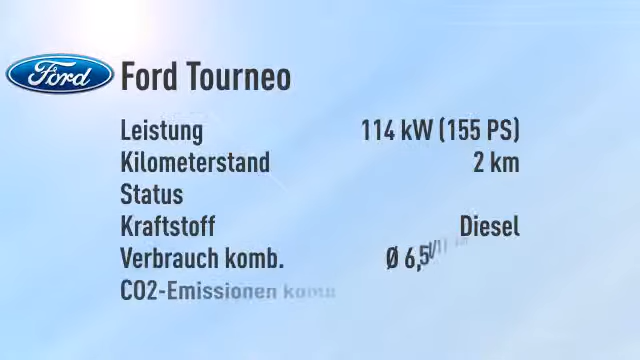 Ford Ford Tourneo
Leistung 114 kW (155 PS)
Kilometerstand 2 km
Status
Kraftstoff Diesel
Verbrauch komb. Ø 6,5l/
CO2-Emissionen